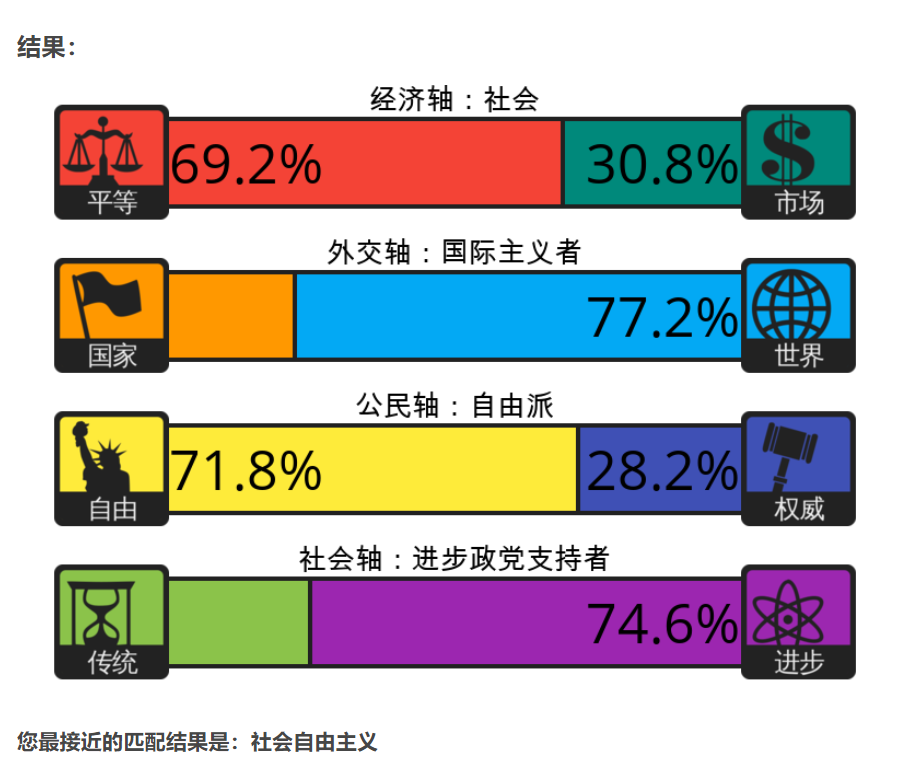 结果：
经济轴：社会
69.2% 30.8%
平等 市场
外交轴：国际主义者
77.2%
国家 世界
公民轴：自由派
71.8% 28.2%
自由 权威
社会轴：进步政党支持者
74.6%
传统 进步
您最接近的匹配结果是：社会自由主义